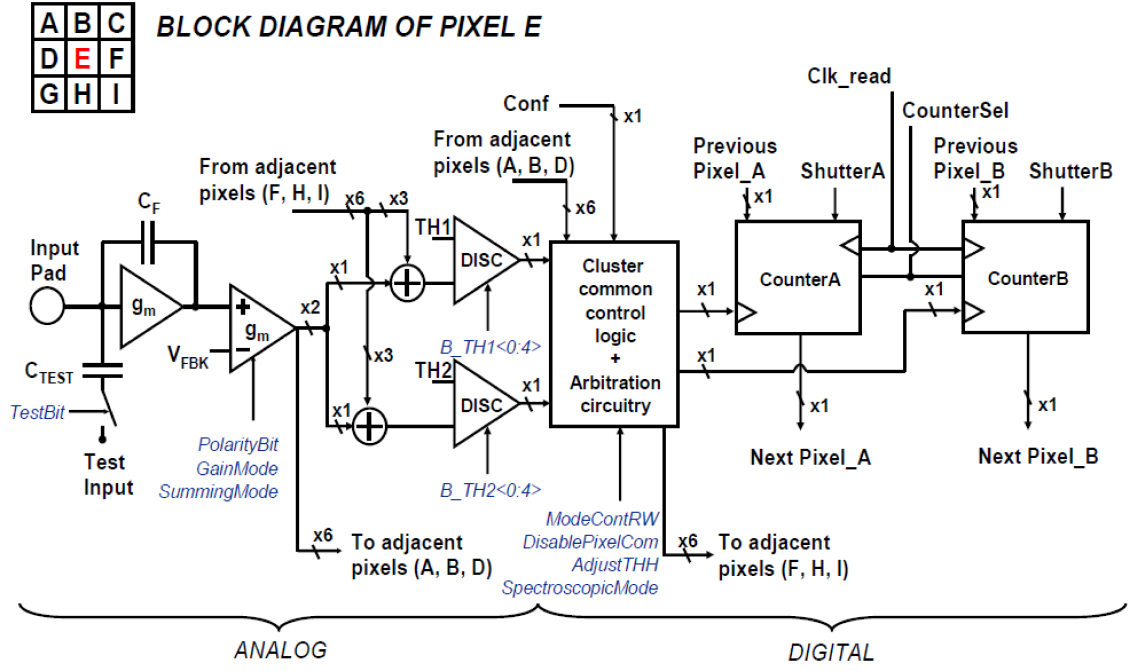 A B C
D E F
G H I
BLOCK DIAGRAM OF PIXEL E
Clk_read
Conf
x1
CounterSel
From adjacent
pixels (A, B, D)
x6
Previous
Pixel_A
x1
ShutterA
Previous
Pixel_B
x1
ShutterB
From adjacent
pixels (F, H, I)
x6
x3
CF
Input
Pad
gm
CTEST
TestBit
Test
Input
+
gm
-
VFBK
PolarityBit
GainMode
SummingMode
x2
x1
x1
x3
TH1
DISC
x1
B_TH1<0:4>
TH2
DISC
x1
B_TH2<0:4>
Cluster
common
control
logic
+
Arbitration
circuitry
x1
x1
CounterA
CounterB
x1
x1
x1
Next Pixel_A
Next Pixel_B
ModeContRW
DisablePixelCom
AdjustTHH
SpectroscopicMode
x6
To adjacent
pixels (A, B, D)
x6
To adjacent
pixels (F, H, I)
ANALOG
DIGITAL